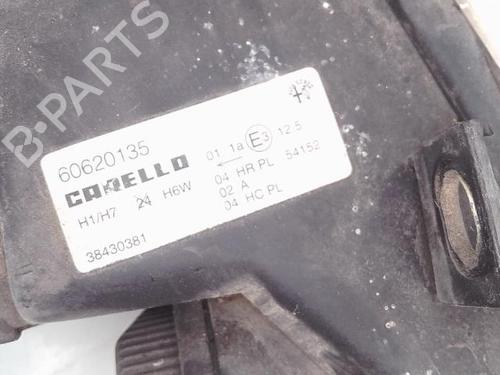 B-PARTS
60620135
CARELLO
H1/H7 24 H6W
38430381
01 1a E3 12.5
04 HR PL 54152
02 A
04 HC PL